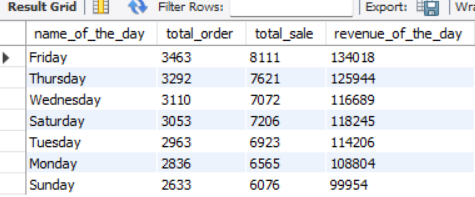 Result Grid Filter Rows: Export: Wra
name_of_the_day total_order total_sale revenue_of_the_day
Friday 3463 8111 134018
Thursday 3292 7621 125944
Wednesday 3110 7072 116689
Saturday 3053 7206 118245
Tuesday 2963 6923 114206
Monday 2836 6565 108804
Sunday 2633 6076 99954